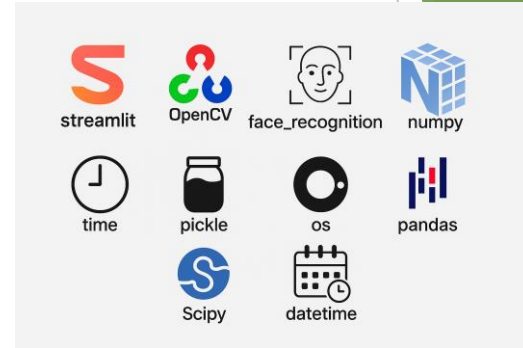 streamlit
OpenCV
face_recognition
numpy
time
pickle
os
pandas
Scipy
datetime